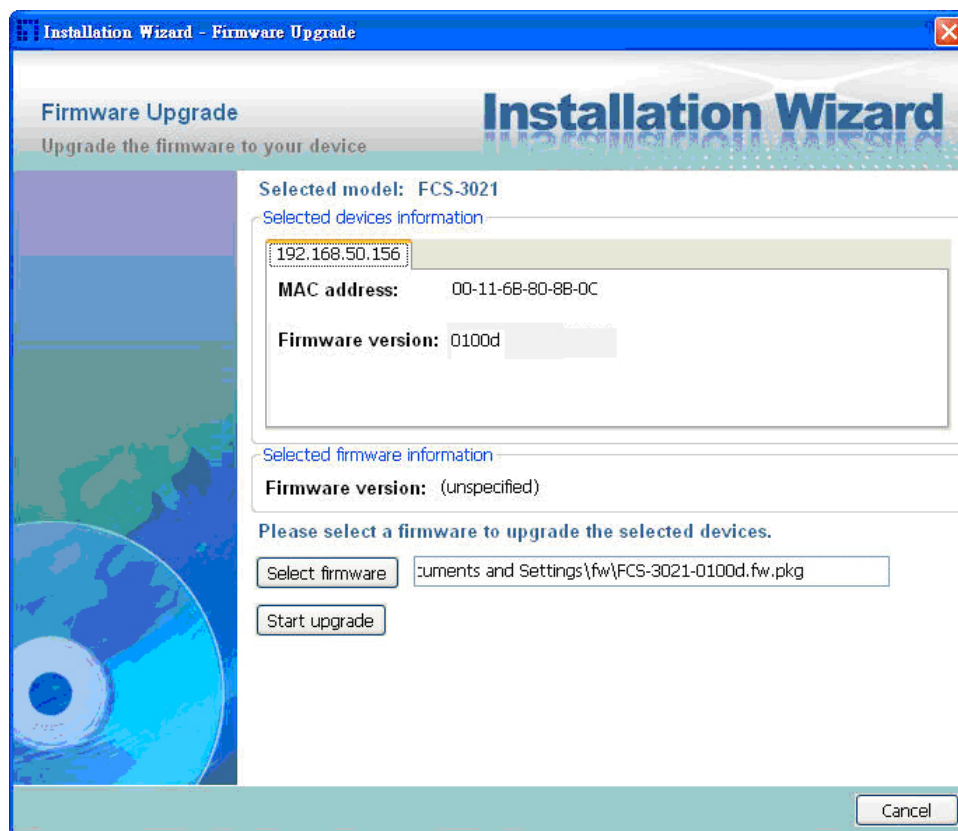 Installation Wizard - Firmware Upgrade
Firmware Upgrade
Installation Wizard
Upgrade the firmware to your device
Selected model: FCS-3021
Selected devices information
192.168.50.156
MAC address: 00-11-6B-80-8B-0C
Firmware version: 0100d
Selected firmware information
Firmware version: (unspecified)
Please select a firmware to upgrade the selected devices.
Select firmware cuments and Settings\fw\FCS-3021-0100d.fw.pkg
Start upgrade
Cancel